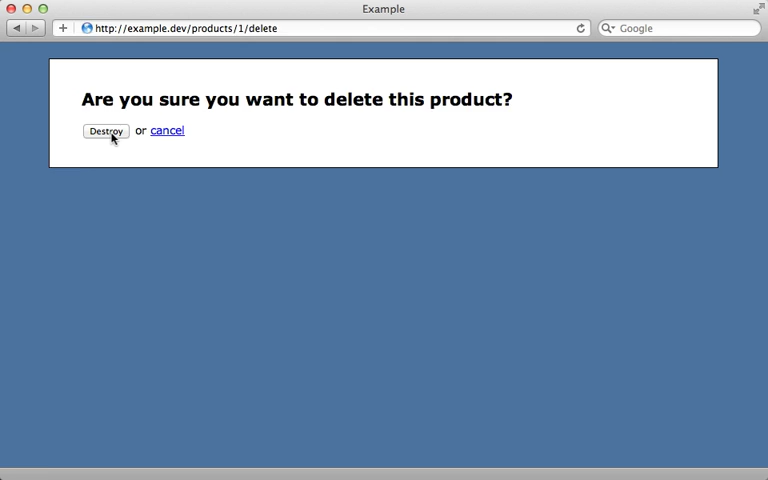 Example
http://example.dev/products/1/delete
Google
Are you sure you want to delete this product?
Destroy or cancel